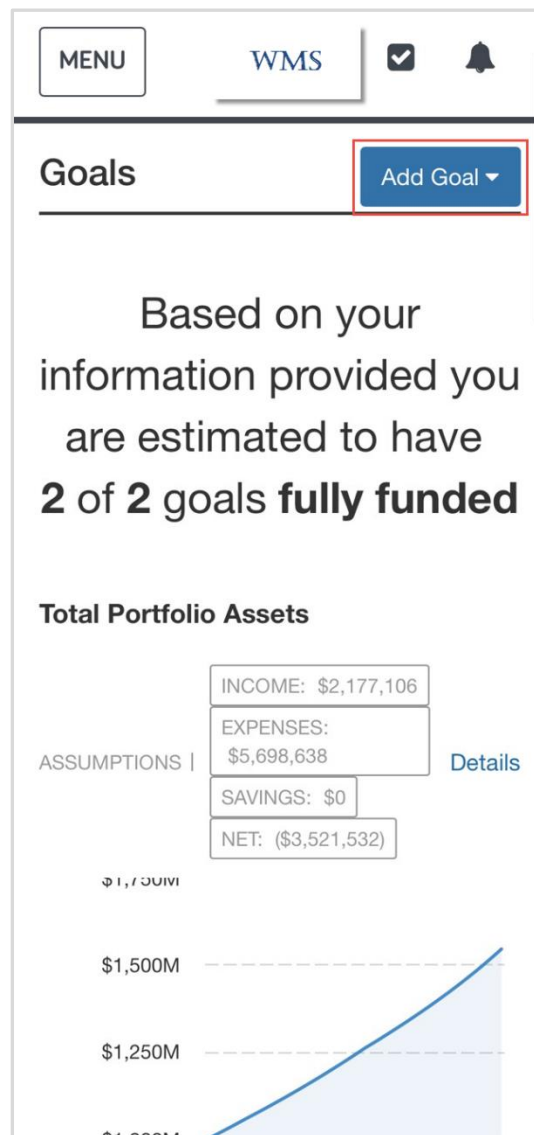 MENU
WMS
Goals
Add Goal
Based on your
information provided you
are estimated to have
2 of 2 goals fully funded
Total Portfolio Assets
ASSUMPTIONS |
INCOME: $2,177,106
EXPENSES:
$5,698,638
SAVINGS: $0
NET: ($3,521,532)
Details
$1,750M
$1,500M
$1,250M